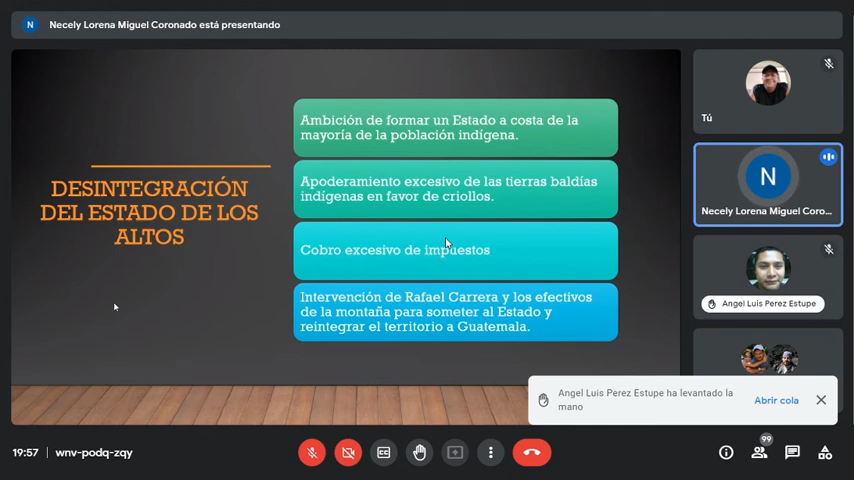 N Necely Lorena Miguel Coronado está presentando
DESINTEGRACIÓN
DEL ESTADO DE LOS
ALTOS
Ambición de formar un Estado a costa de la
mayoría de la población indígena.
Apoderamiento excesivo de las tierras baldías
indígenas en favor de criollos.
Cobro excesivo de impuestos
Intervención de Rafael Carrera y los efectivos
de la montaña para someter al Estado y
reintegrar el territorio a Guatemala.
Tú
N
Necely Lorena Miguel Coro...
Angel Luis Perez Estupe
Angel Luis Perez Estupe ha levantado la
mano
Abrir cola
19:57 | wnv-podq-zqy
99